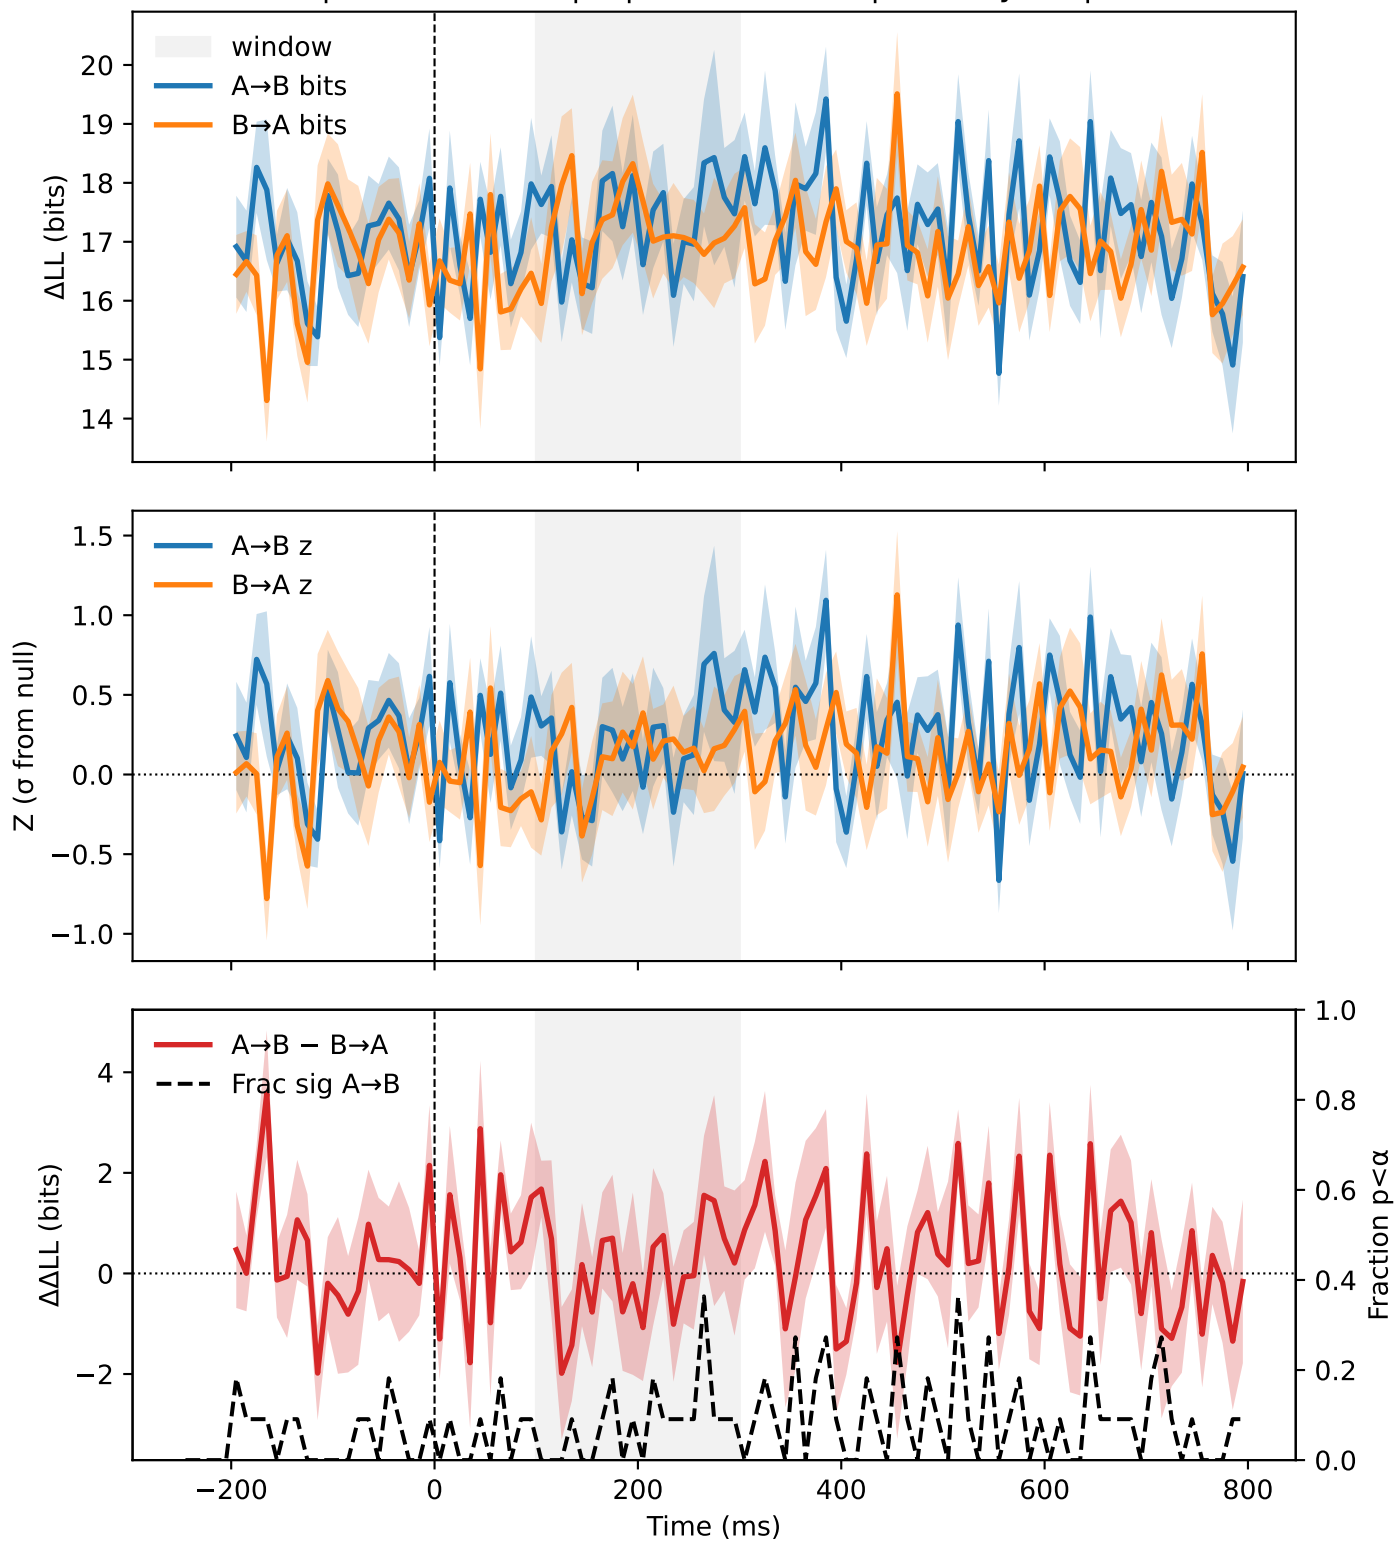 window
A→B bits
B→A bits
ΔLL (bits)
20
19
18
17
16
15
14
A→B z
B→A z
Z (σ from null)
1.5
1.0
0.5
0.0
−0.5
−1.0
A→B − B→A
Frac sig A→B
ΔΔLL (bits)
4
2
0
−2
1.0
0.8
0.6
0.4
0.2
0.0
Fraction p<α
−200
0
200
400
600
800
Time (ms)